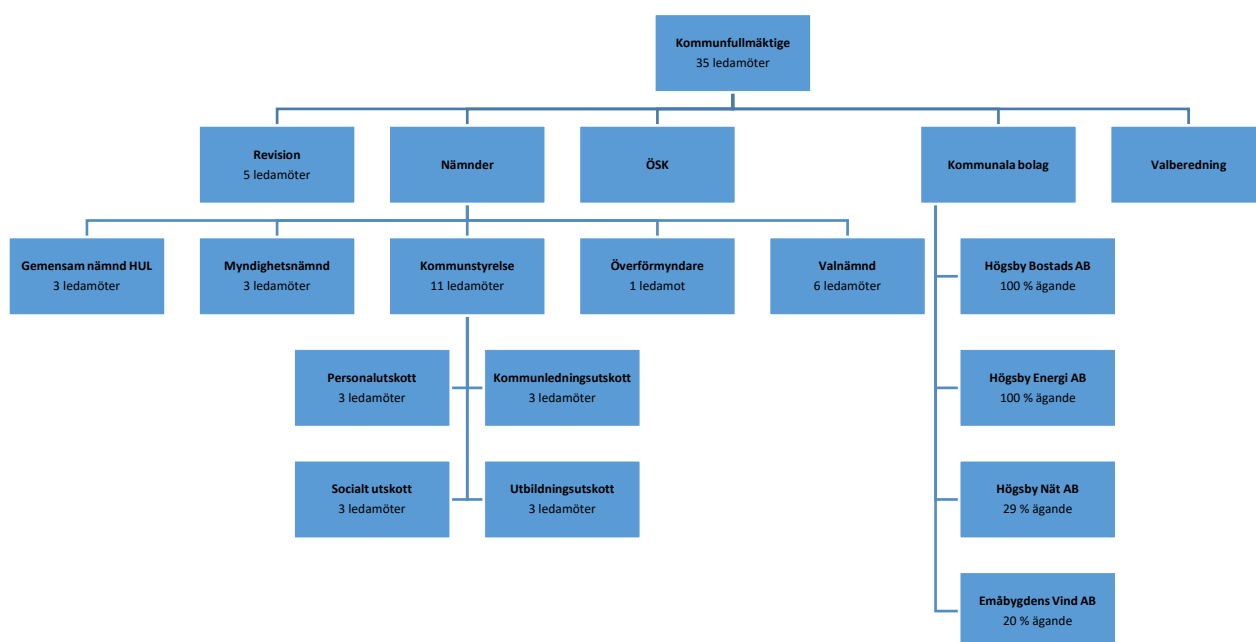 Kommunfullmäktige
35 ledamöter
Revision
5 ledamöter
Nämnder
ÖSK
Kommunala bolag
Valberedning
Gemensam nämnd HUL
3 ledamöter
Myndighetsnämnd
3 ledamöter
Kommunstyrelse
11 ledamöter
Överförmyndare
1 ledamot
Valnämnd
6 ledamöter
Högsby Bostads AB
100 % ägande
Personalutskott
3 ledamöter
Kommunledningsutskott
3 ledamöter
Högsby Energi AB
100 % ägande
Socialt utskott
3 ledamöter
Utbildningsutskott
3 ledamöter
Högsby Nät AB
29 % ägande
Emåbygdens Vind AB
20 % ägande